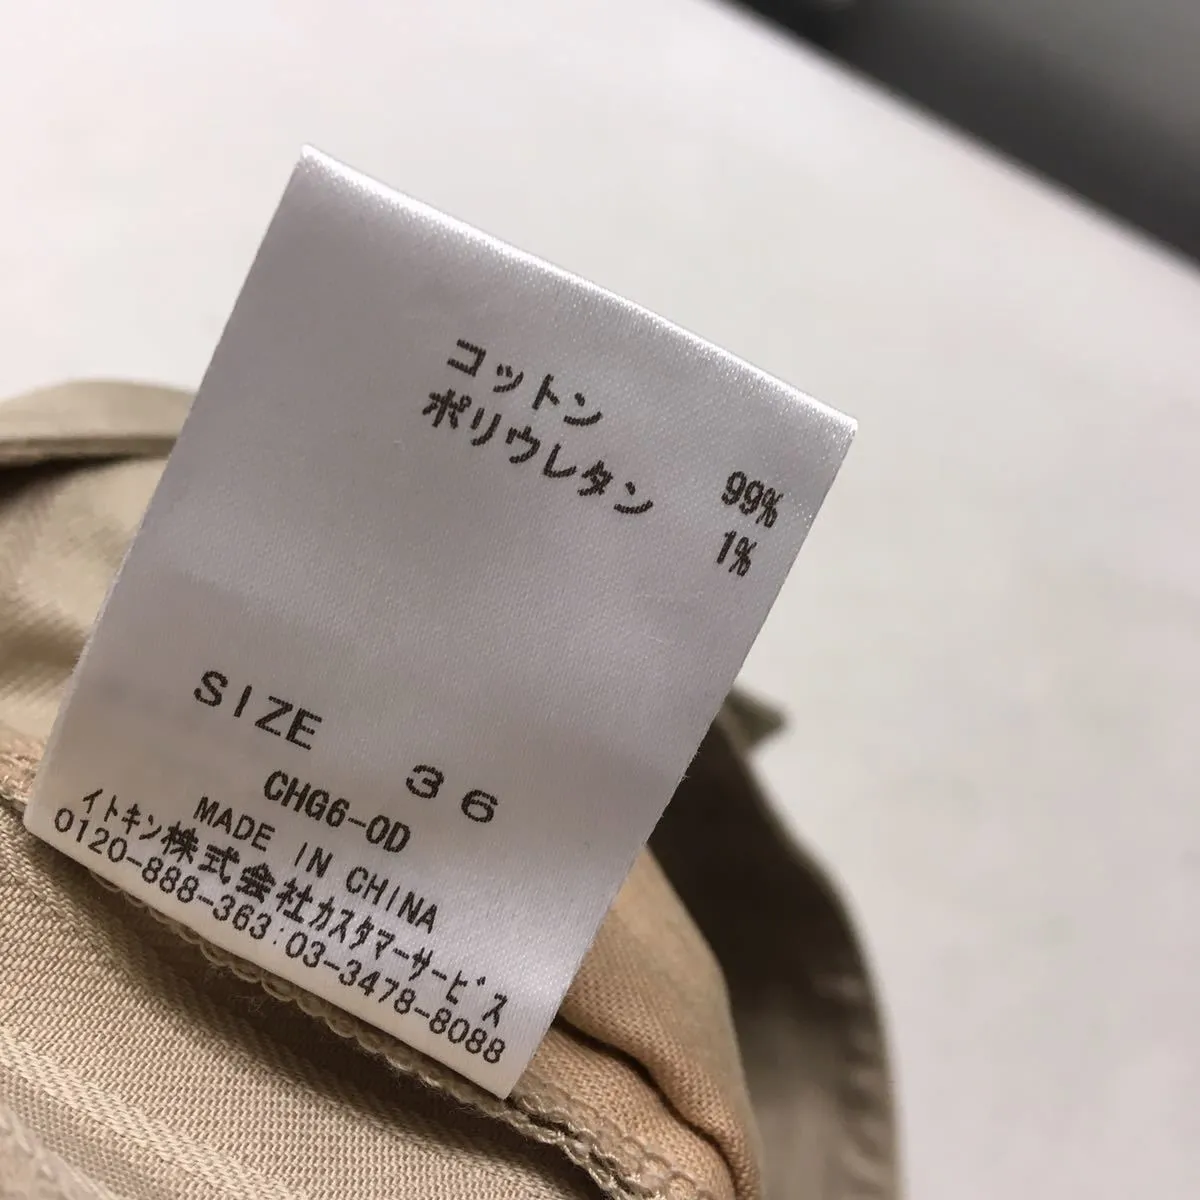 コットン 99%
ポリウレタン 1%
SIZE 36
CHG6-0D
MADE IN CHINA
イトキン株式会社カスタマーサービス
0120-888-363:03-3478-8088